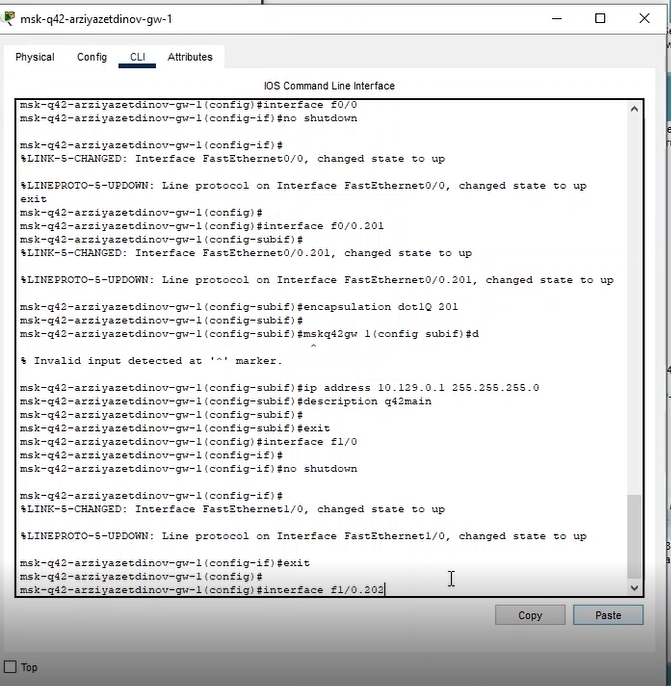 msk-q42-arziyazetdinov-gw-1
Physical Config CLI Attributes
IOS Command Line Interface
msk-q42-arziyazetdinov-gw-1(config)#interface f0/0
msk-q42-arziyazetdinov-gw-1(config-if)#no shutdown
msk-q42-arziyazetdinov-gw-1(config-if)#
%LINK-5-CHANGED: Interface FastEthernet0/0, changed state to up
%LINEPROTO-5-UPDOWN: Line protocol on Interface FastEthernet0/0, changed state to up
exit
msk-q42-arziyazetdinov-gw-1(config)#
msk-q42-arziyazetdinov-gw-1(config)#interface f0/0.201
msk-q42-arziyazetdinov-gw-1(config-subif)#
%LINK-5-CHANGED: Interface FastEthernet0/0.201, changed state to up
%LINEPROTO-5-UPDOWN: Line protocol on Interface FastEthernet0/0.201, changed state to up
msk-q42-arziyazetdinov-gw-1(config-subif)#encapsulation dot1Q 201
msk-q42-arziyazetdinov-gw-1(config-subif)#
msk-q42-arziyazetdinov-gw-1(config-subif)#mskq42gw 1(config subif)#d
^
% Invalid input detected at '^' marker.
msk-q42-arziyazetdinov-gw-1(config-subif)#ip address 10.129.0.1 255.255.255.0
msk-q42-arziyazetdinov-gw-1(config-subif)#description q42main
msk-q42-arziyazetdinov-gw-1(config-subif)#
msk-q42-arziyazetdinov-gw-1(config-subif)#exit
msk-q42-arziyazetdinov-gw-1(config)#interface f1/0
msk-q42-arziyazetdinov-gw-1(config-if)#
msk-q42-arziyazetdinov-gw-1(config-if)#no shutdown
msk-q42-arziyazetdinov-gw-1(config-if)#
%LINK-5-CHANGED: Interface FastEthernet1/0, changed state to up
%LINEPROTO-5-UPDOWN: Line protocol on Interface FastEthernet1/0, changed state to up
msk-q42-arziyazetdinov-gw-1(config-if)#exit
msk-q42-arziyazetdinov-gw-1(config)#
msk-q42-arziyazetdinov-gw-1(config)#interface f1/0.202
Copy Paste
Top